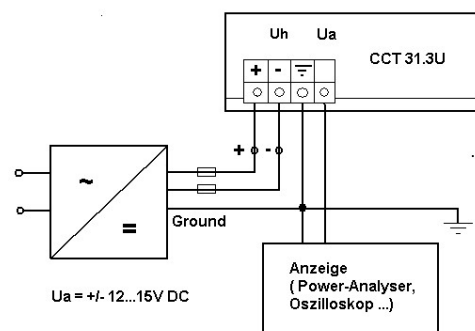 Uh Ua
CCT 31.3U
+ -
+ -
~
=
Ground
Ua = +/- 12...15V DC
Anzeige
( Power-Analyser,
Oszilloskop ...)